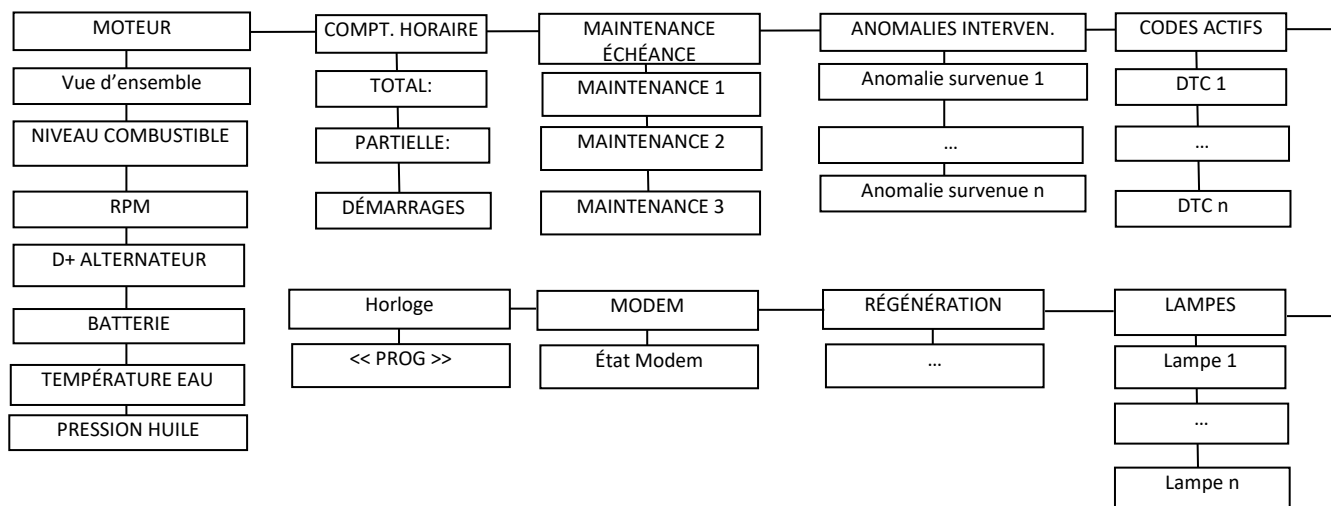 MOTEUR
Vue d’ensemble
NIVEAU COMBUSTIBLE
RPM
D+ ALTERNATEUR
BATTERIE
TEMPÉRATURE EAU
PRESSION HUILE
COMPT. HORAIRE
TOTAL:
PARTIELLE:
DÉMARRAGES
MAINTENANCE
ÉCHÉANCE
MAINTENANCE 1
MAINTENANCE 2
MAINTENANCE 3
ANOMALIES INTERVEN.
Anomalie survenue 1
...
Anomalie survenue n
CODES ACTIFS
DTC 1
...
DTC n
Horloge
<< PROG >>
MODEM
État Modem
RÉGÉNÉRATION
...
LAMPES
Lampe 1
...
Lampe n